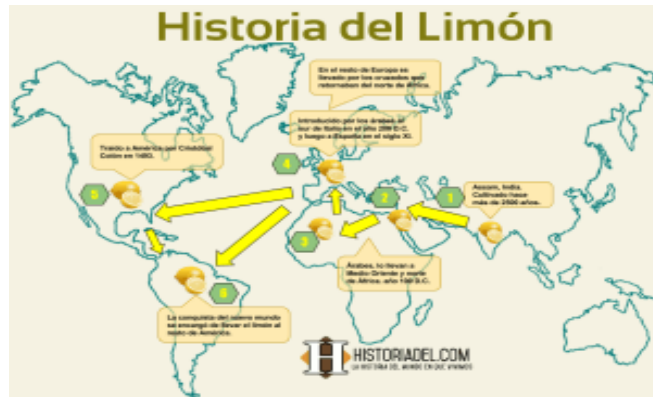 Historia del Limón
En el resto de Europa es
llevado por los cruzados que
retornaban del norte de África.
Introducido por los árabes al
sur de Italia en el año 200 D.C.
y luego a España en el siglo XI.
Traído a América por Cristóbal
Colón en 1493.
4
5
2
1
Assam, India.
Cultivado hace
más de 2500 años.
3
Árabes, lo llevan a
Medio Oriente y norte
de África. año 100 D.C.
6
La conquista del nuevo mundo
se encargó de llevar el limón al
resto de América.
H
HISTORIADEL.COM
LA HISTORIA DEL MUNDO EN QUE VIVIMOS